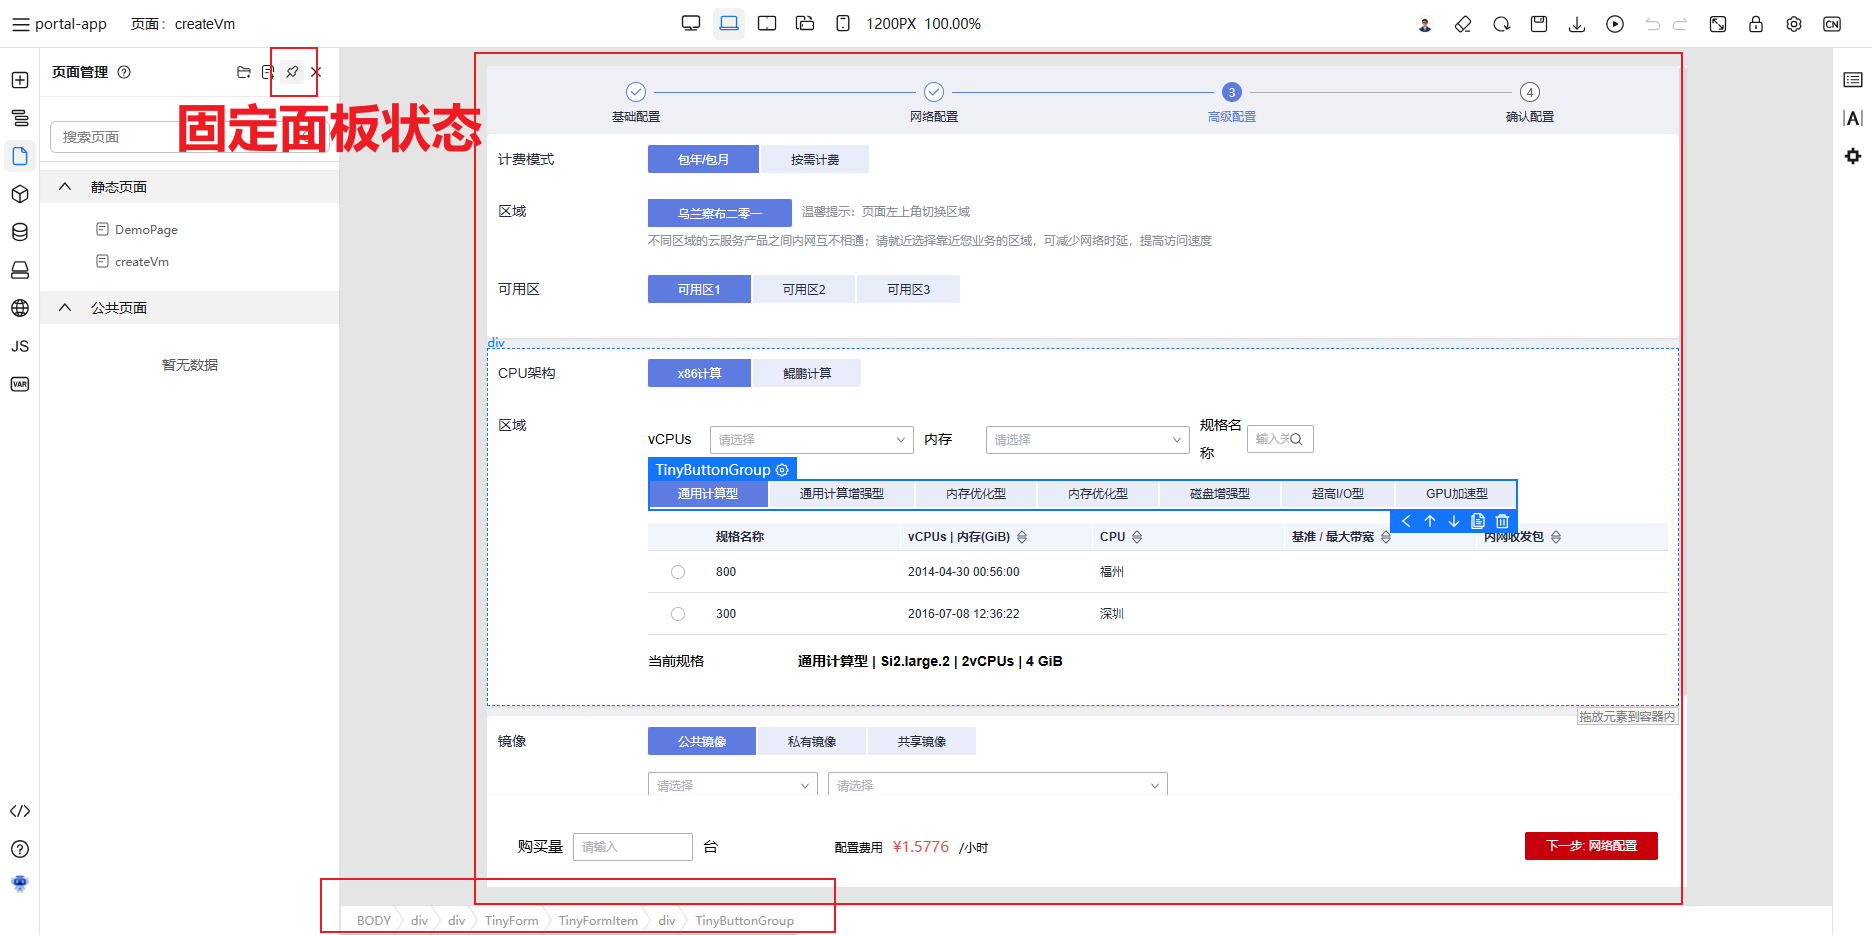 portal-app 页面： createVm 1200PX 100.00% CN
页面管理
固定面板状态
搜索页面
静态页面
DemoPage
createVm
公共页面
暂无数据
JS
VAR
A
基础配置 网络配置 3 高级配置 4 确认配置
计费模式 包年/包月 按需计费
区域 乌兰察布二零一 温馨提示：页面左上角切换区域
不同区域的云服务产品之间内网互不相通；请就近选择靠近您业务的区域，可减少网络时延，提高访问速度
可用区 可用区1 可用区2 可用区3
div
CPU架构 x86计算 鲲鹏计算
区域 vCPUs 请选择 内存 请选择 规格名称 输入关
TinyButtonGroup
通用计算型 通用计算增强型 内存优化型 内存优化型 磁盘增强型 超高I/O型 GPU加速型
规格名称 vCPUs | 内存(GiB) CPU 基准 / 最大带宽 内网收发包
800 2014-04-30 00:56:00 福州
300 2016-07-08 12:36:22 深圳
当前规格 通用计算型 | Si2.large.2 | 2vCPUs | 4 GiB
拖放元素到容器内
镜像 公共镜像 私有镜像 共享镜像
请选择 请选择
购买量 请输入 台 配置费用 ¥1.5776 /小时 下一步: 网络配置
BODY div div TinyForm TinyFormItem div TinyButtonGroup